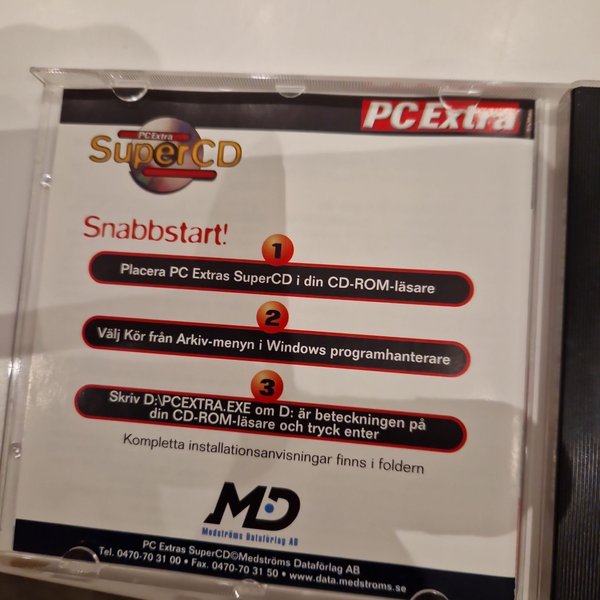 PC Extra
PC Extra
SuperCD
Snabbstart!
1
Placera PC Extras SuperCD i din CD-ROM-läsare
2
Välj Kör från Arkiv-menyn i Windows programhanterare
3
Skriv D:\PCEXTRA.EXE om D: är beteckningen på
din CD-ROM-läsare och tryck enter
Kompletta installationsanvisningar finns i foldern
MD
Medströms Dataförlag AB
PC Extras SuperCD©Medströms Dataförlag AB
Tel. 0470-70 31 00 • Fax. 0470-70 31 50 • www.data.medstroms.se